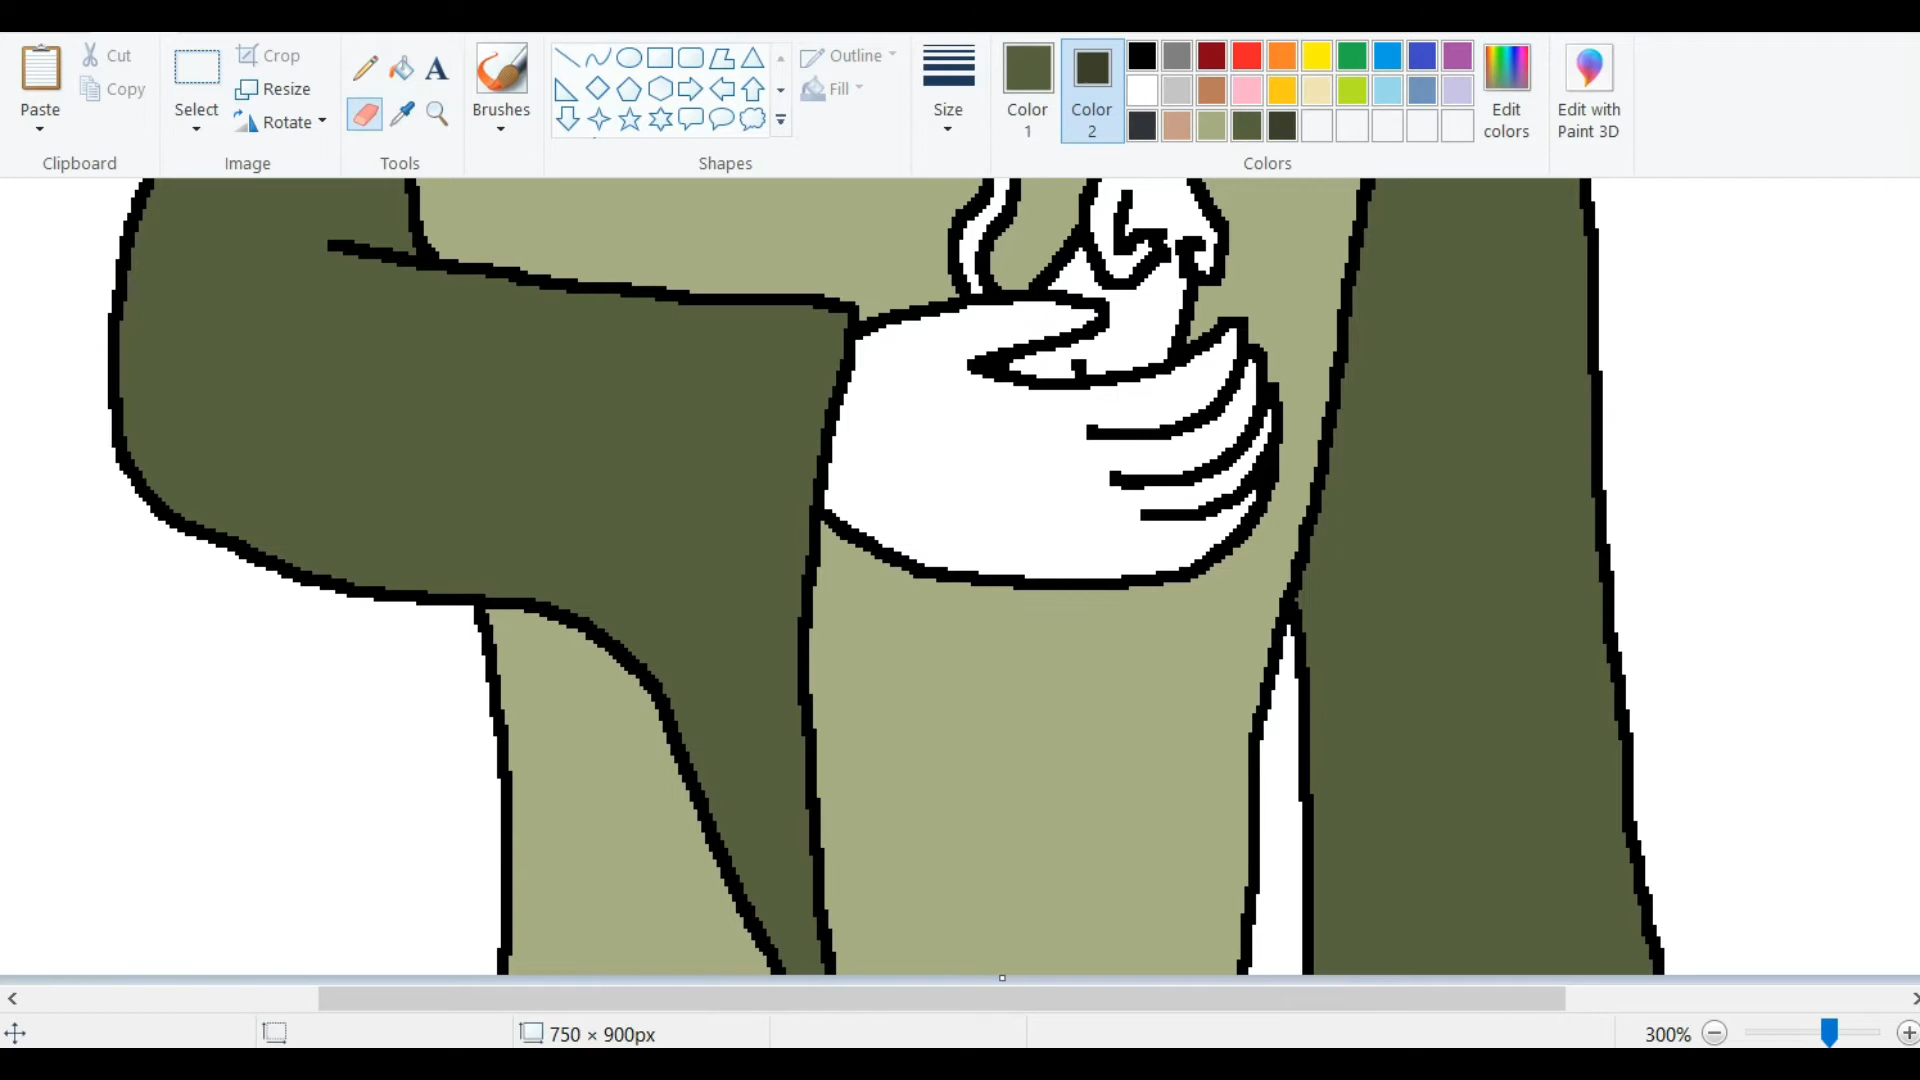 Paste
Cut
Copy
Clipboard
Select
Crop
Resize
Rotate
Image
A
Tools
Brushes
Shapes
Outline
Fill
Size
Color
1
Color
2
Colors
Edit
colors
Edit with
Paint 3D
750 × 900px
300%